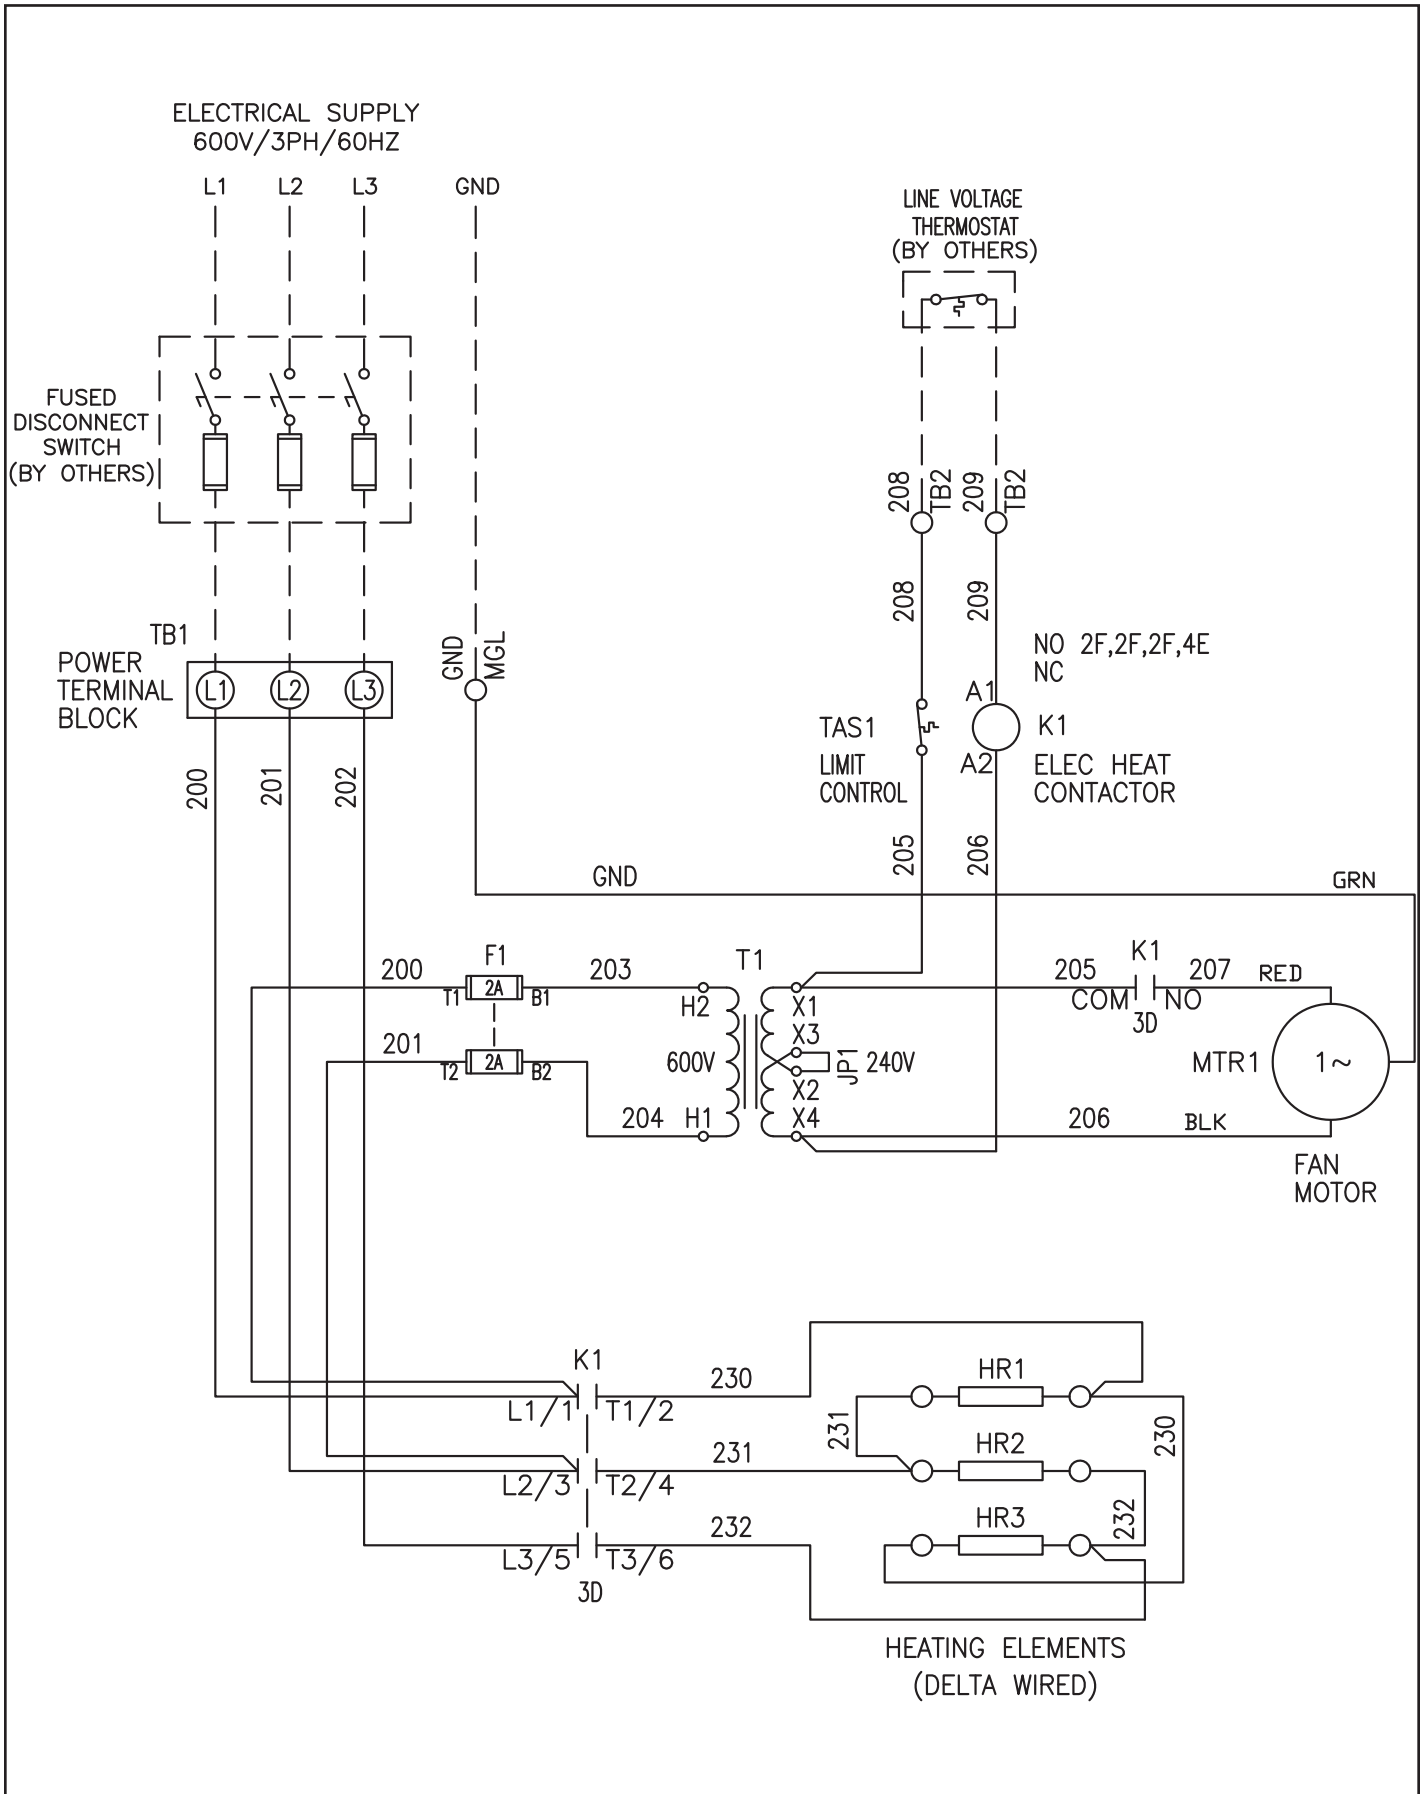 ELECTRICAL SUPPLY
600V/3PH/60HZ
L1 L2 L3 GND
LINE VOLTAGE
THERMOSTAT
(BY OTHERS)
FUSED
DISCONNECT
SWITCH
(BY OTHERS)
208 TB2 209 TB2
208 209
TB1
POWER
TERMINAL
BLOCK
L1 L2 L3
GND MGL
NO 2F,2F,2F,4E
NC
A1
TAS1
K1
A2
LIMIT
CONTROL
ELEC HEAT
CONTACTOR
200 201 202
205 206
GND
GRN
F1
T1
K1
200 2A 203
T1 B1
H2
X1
205 207 RED
COM NO
3D
X3
201 2A
T2 B2
600V
JP1 240V
MTR1 1~
X2
204 H1
X4
206 BLK
FAN
MOTOR
K1
230
HR1
L1/1 T1/2
231
230
HR2
231
L2/3 T2/4
232
HR3
232
L3/5 T3/6
3D
HEATING ELEMENTS
(DELTA WIRED)